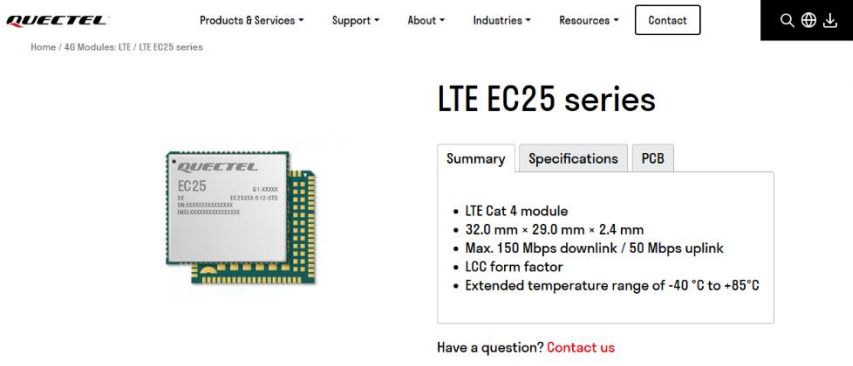 QUECTEL
Products & Services
Support
About
Industries
Resources
Contact
Home / 4G Modules: LTE / LTE EC25 series
LTE EC25 series
Summary
Specifications
PCB
LTE Cat 4 module
32.0 mm × 29.0 mm × 2.4 mm
Max. 150 Mbps downlink / 50 Mbps uplink
LCC form factor
Extended temperature range of -40 °C to +85°C
Have a question? Contact us
QUECTEL
EC25
Q1-XXXXX
XX